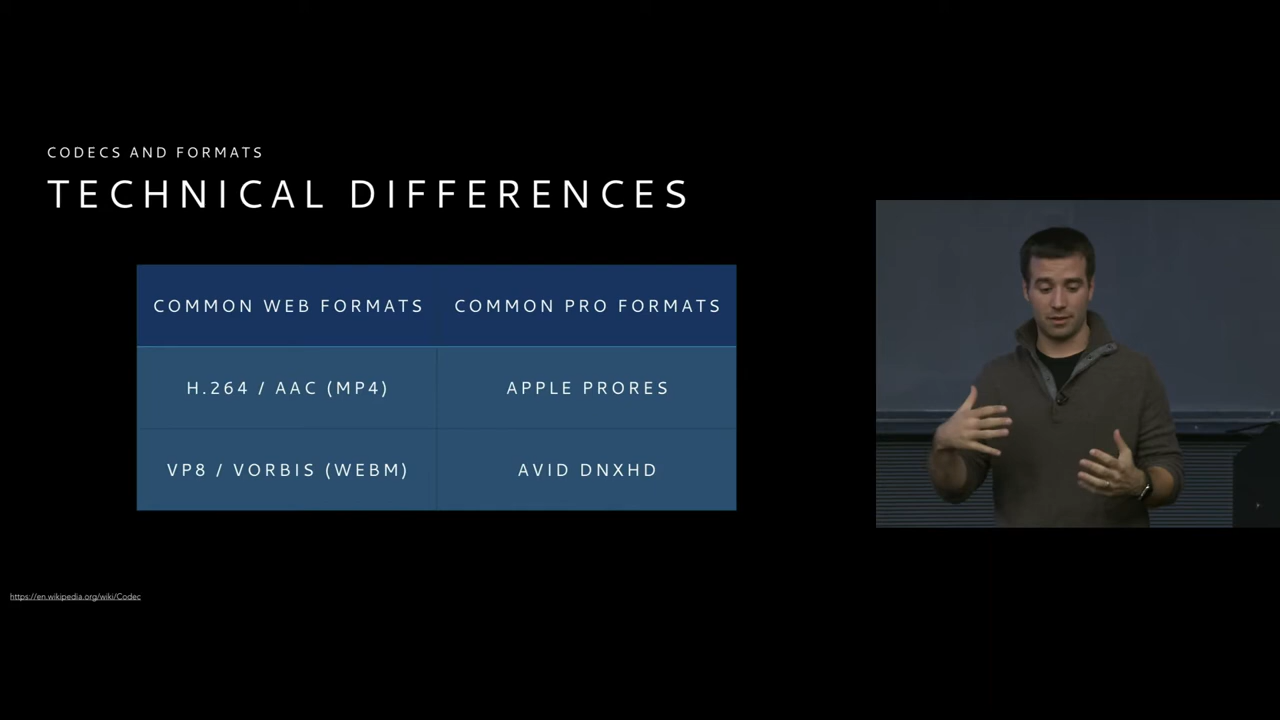 CODECS AND FORMATS
TECHNICAL DIFFERENCES
COMMON WEB FORMATS
COMMON PRO FORMATS
H.264 / AAC (MP4)
APPLE PRORES
VP8 / VORBIS (WEBM)
AVID DNXHD
https://en.wikipedia.org/wiki/Codec